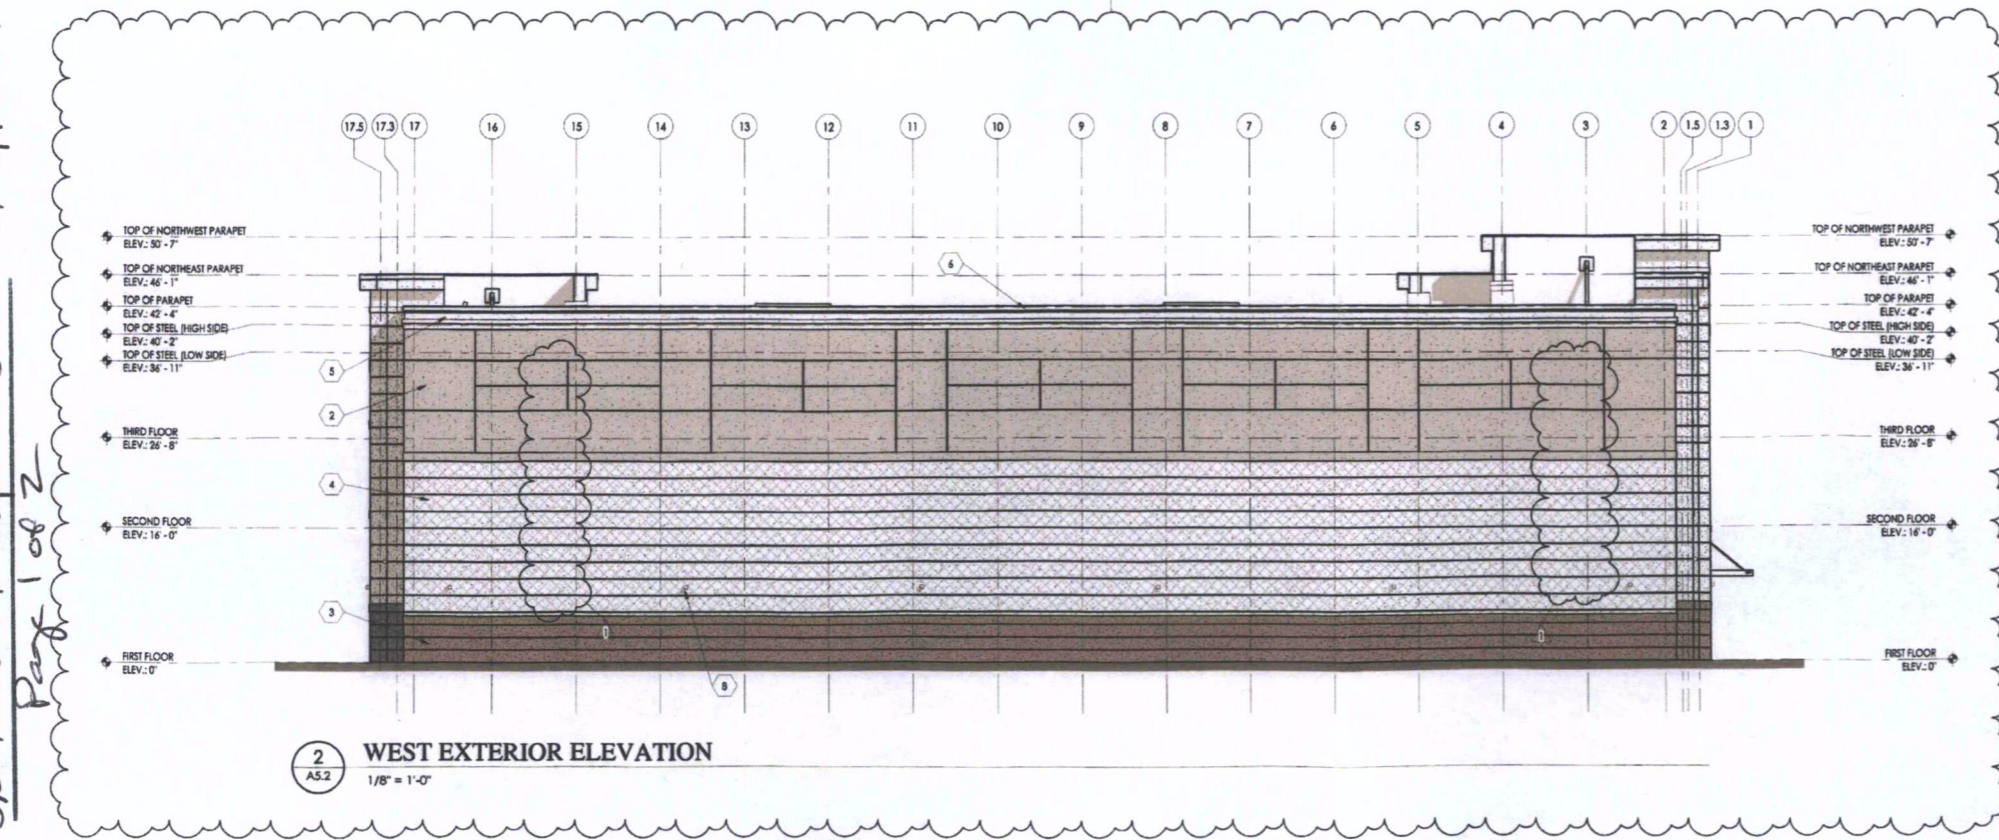 17.5 17.3 17 16 15 14 13 12 11 10 9 8 7 6 5 4 3 2 1.5 1.3 1
TOP OF NORTHWEST PARAPET
ELEV.: 50' - 7"
TOP OF NORTHEAST PARAPET
ELEV.: 46' - 1"
TOP OF PARAPET
ELEV.: 42' - 4"
TOP OF STEEL (HIGH SIDE)
ELEV.: 40' - 2"
TOP OF STEEL (LOW SIDE)
ELEV.: 36' - 11"
THIRD FLOOR
ELEV.: 26' - 8"
SECOND FLOOR
ELEV.: 16' - 0"
FIRST FLOOR
ELEV.: 0"
6
5
2
4
3
8
TOP OF NORTHWEST PARAPET
ELEV.: 50' - 7"
TOP OF NORTHEAST PARAPET
ELEV.: 46' - 1"
TOP OF PARAPET
ELEV.: 42' - 4"
TOP OF STEEL (HIGH SIDE)
ELEV.: 40' - 2"
TOP OF STEEL (LOW SIDE)
ELEV.: 36' - 11"
THIRD FLOOR
ELEV.: 26' - 8"
SECOND FLOOR
ELEV.: 16' - 0"
FIRST FLOOR
ELEV.: 0"
2
A5.2
WEST EXTERIOR ELEVATION
1/8" = 1'-0"
Page 1 of 2